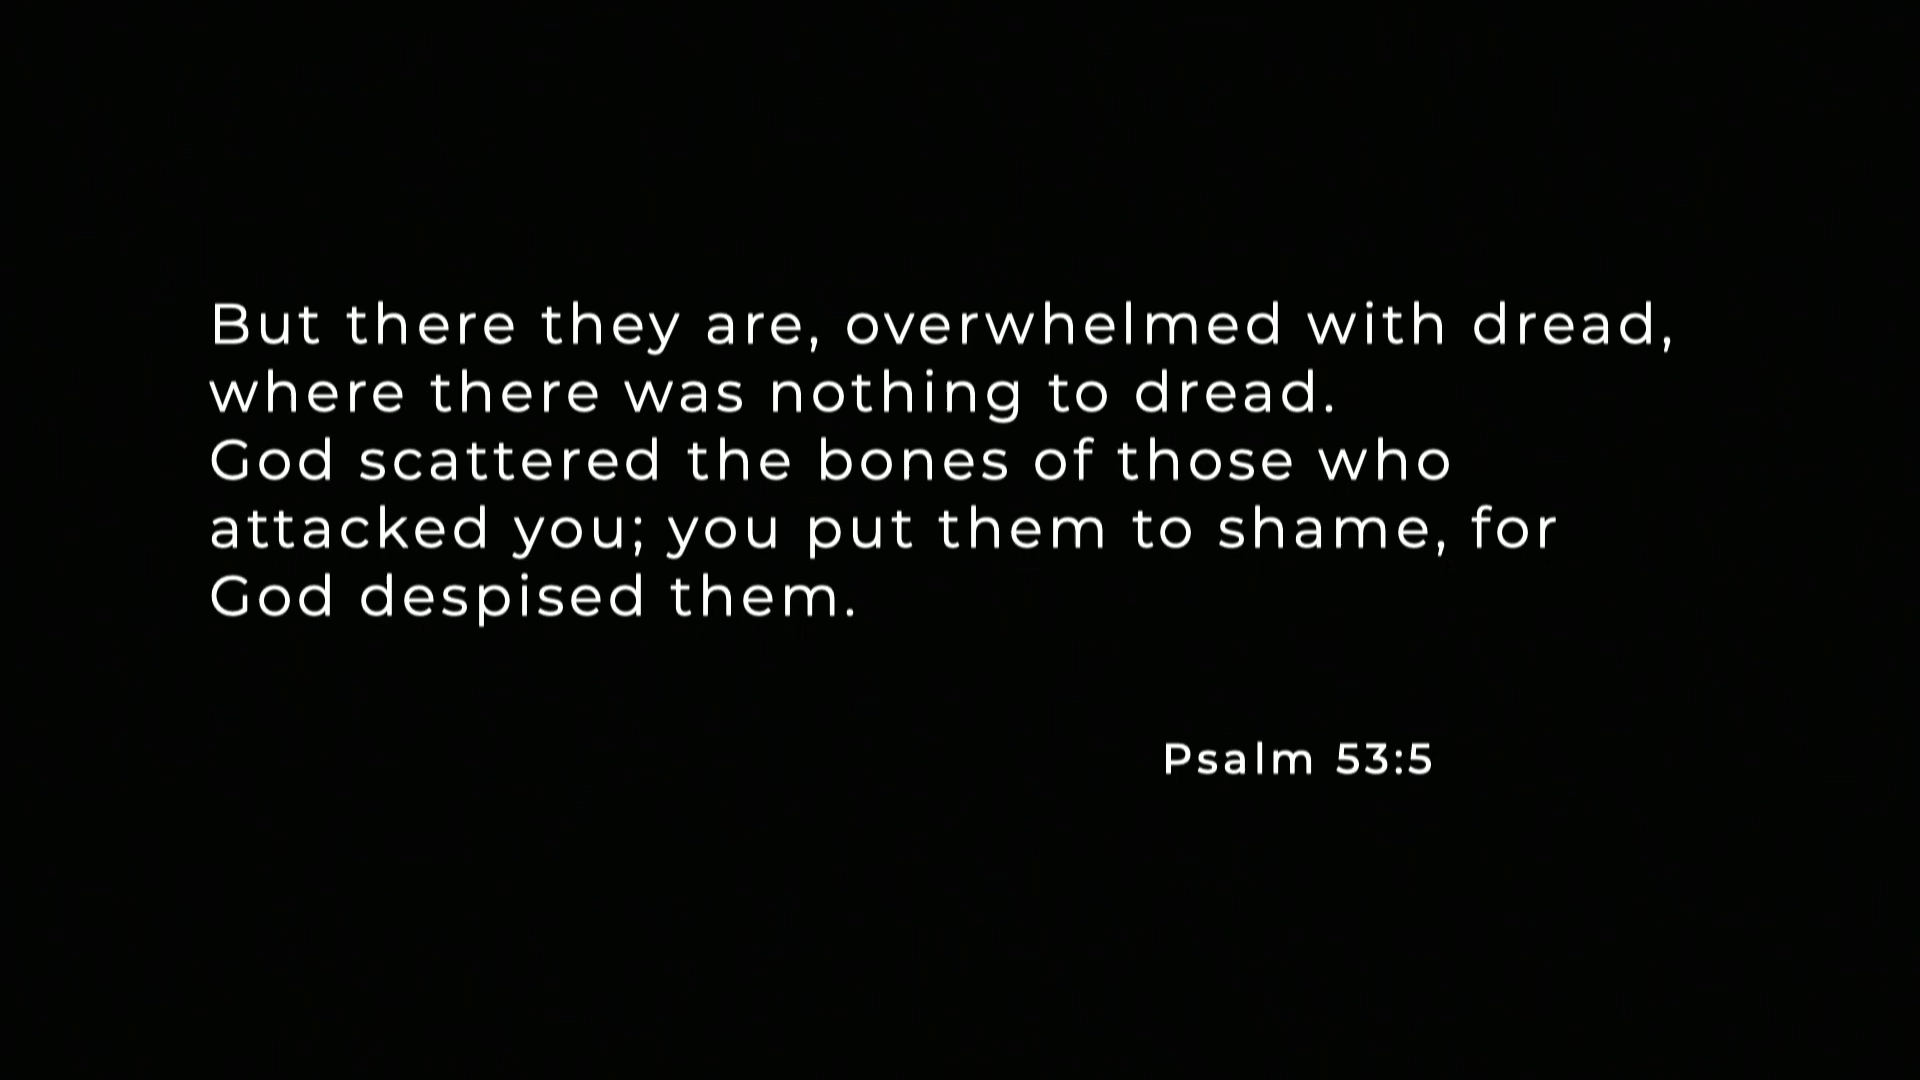 But there they are, overwhelmed with dread,
where there was nothing to dread.
God scattered the bones of those who
attacked you; you put them to shame, for
God despised them.
Psalm 53:5